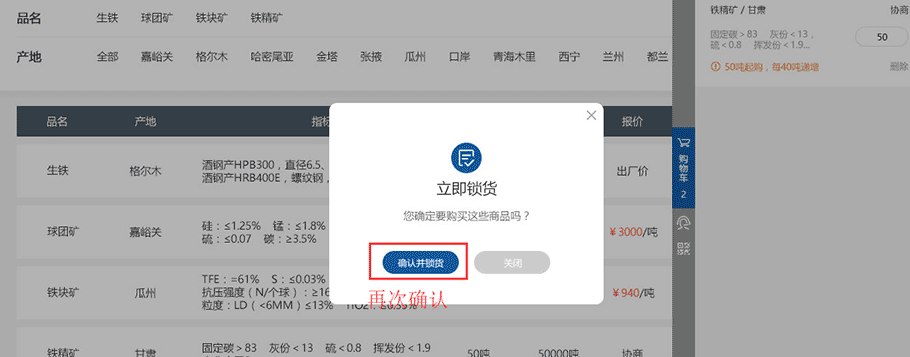 品名 生铁 球团矿 铁块矿 铁精矿
产地 全部 嘉峪关 格尔木 哈密尾亚 金塔 张掖 瓜州 口岸 青海木里 西宁 兰州 都兰
铁精矿 / 甘肃 协商
固定碳＞83 灰份＜13，
硫＜0.8 挥发份＜1.9...
50
50吨起购，每40吨递增 删除
品名 产地 指标 报价
生铁 格尔木 酒钢产HPB300，直径6.5、
酒钢产HRB400E，螺纹钢，
出厂价
球团矿 嘉峪关 硅：≤1.25% 锰：≤1.8%
硫：≤0.07 碳：≥3.5%
￥3000/吨
铁块矿 瓜州 TFE：=61% S：≤0.03%
抗压强度（N/个球）：≥16
粒度：LD（<6MM）≤13%
￥940/吨
铁精矿 甘肃 固定碳＞83 灰份＜13 硫＜0.8 挥发份＜1.9
50吨 50000吨 协商
立即锁货
您确定要购买这些商品吗？
确认并锁货 关闭
再次确认
购物车
2